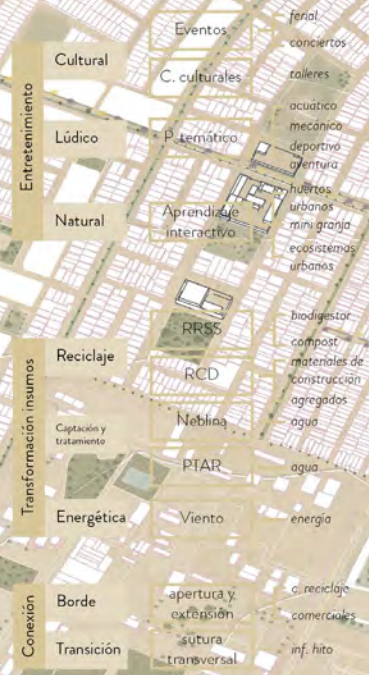 Entretenimiento
Cultural
Eventos
ferial
conciertos
C. culturales
talleres
Lúdico
P. temático
acuático
mecánico
deportivo
aventura
Natural
Aprendizaje
interactivo
huertos
urbanos
mini granja
ecosistemas
urbanos
Transformación insumos
Reciclaje
RRSS
biodigestor
compost
RCD
materiales de
construcción
agregados
Captación y
tratamiento
Neblina
agua
PTAR
agua
Energética
Viento
energía
Conexión
Borde
apertura y
extensión
c. reciclaje
comerciales
Transición
sutura
transversal
inf. hito